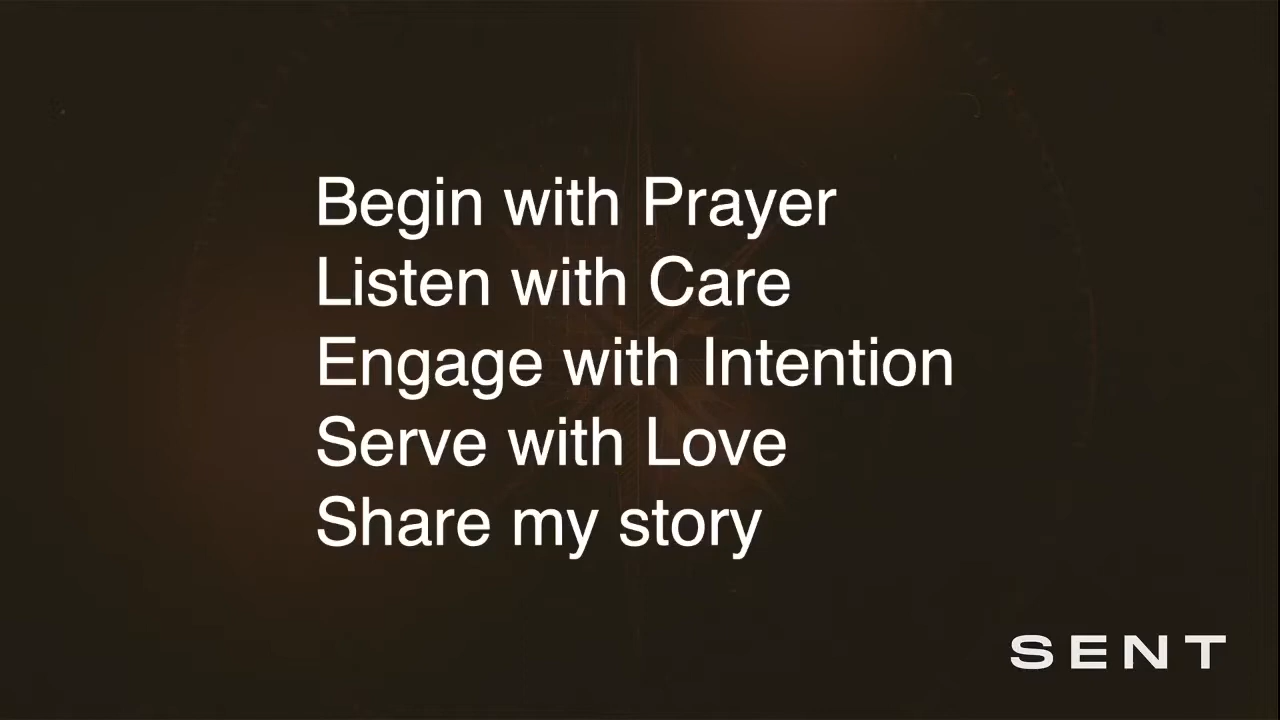 Begin with Prayer
Listen with Care
Engage with Intention
Serve with Love
Share my story
SENT